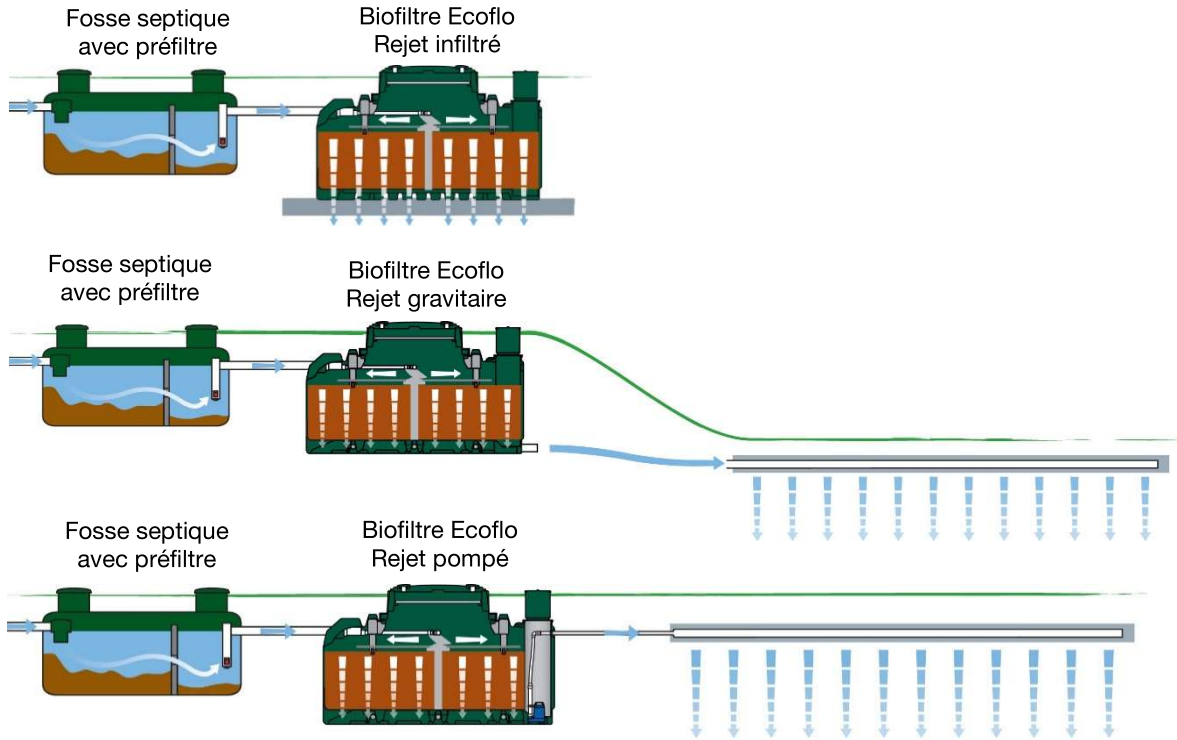 Fosse septique
avec préfiltre
Biofiltre Ecoflo
Rejet infiltré
Fosse septique
avec préfiltre
Biofiltre Ecoflo
Rejet gravitaire
Fosse septique
avec préfiltre
Biofiltre Ecoflo
Rejet pompé